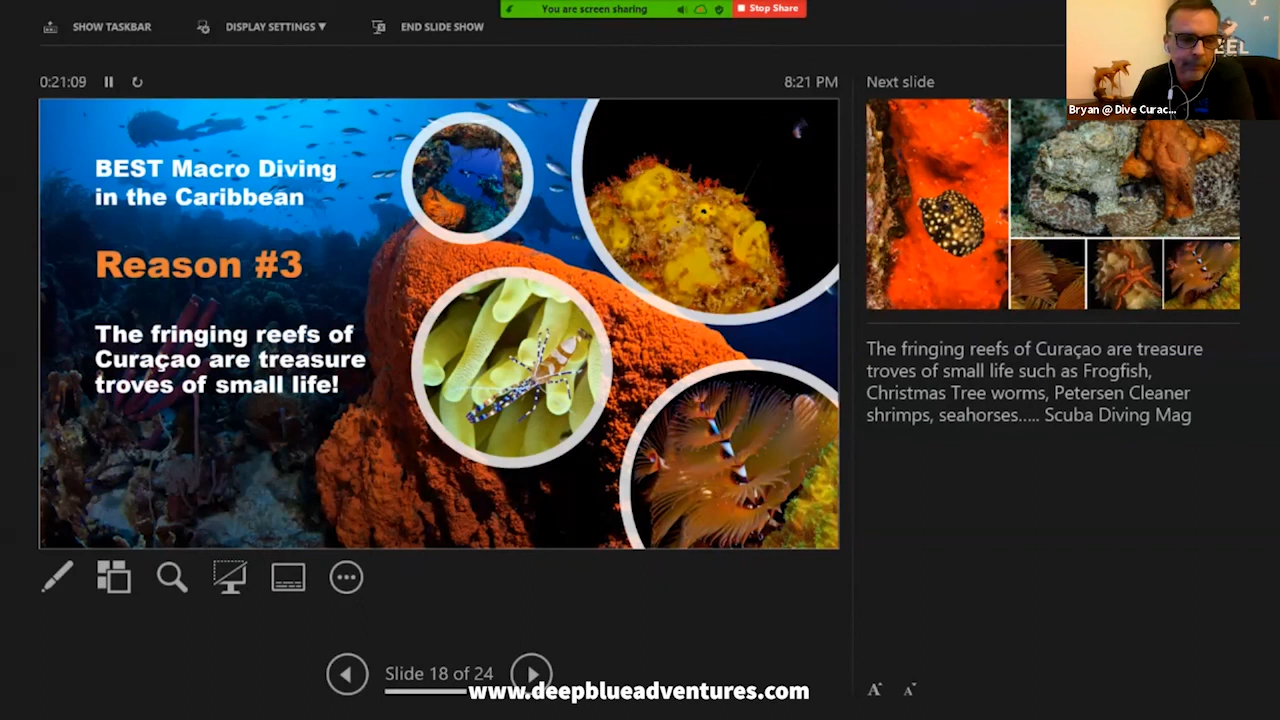 You are screen sharing
Stop Share
SHOW TASKBAR
DISPLAY SETTINGS ▼
END SLIDE SHOW
EEL
Bryan @ Dive Curac...
0:21:09
8:21 PM
Next slide
BEST Macro Diving
in the Caribbean
Reason #3
The fringing reefs of
Curaçao are treasure
troves of small life!
The fringing reefs of Curaçao are treasure
troves of small life such as Frogfish,
Christmas Tree worms, Petersen Cleaner
shrimps, seahorses..... Scuba Diving Mag
Slide 18 of 24
www.deepblueadventures.com
A A